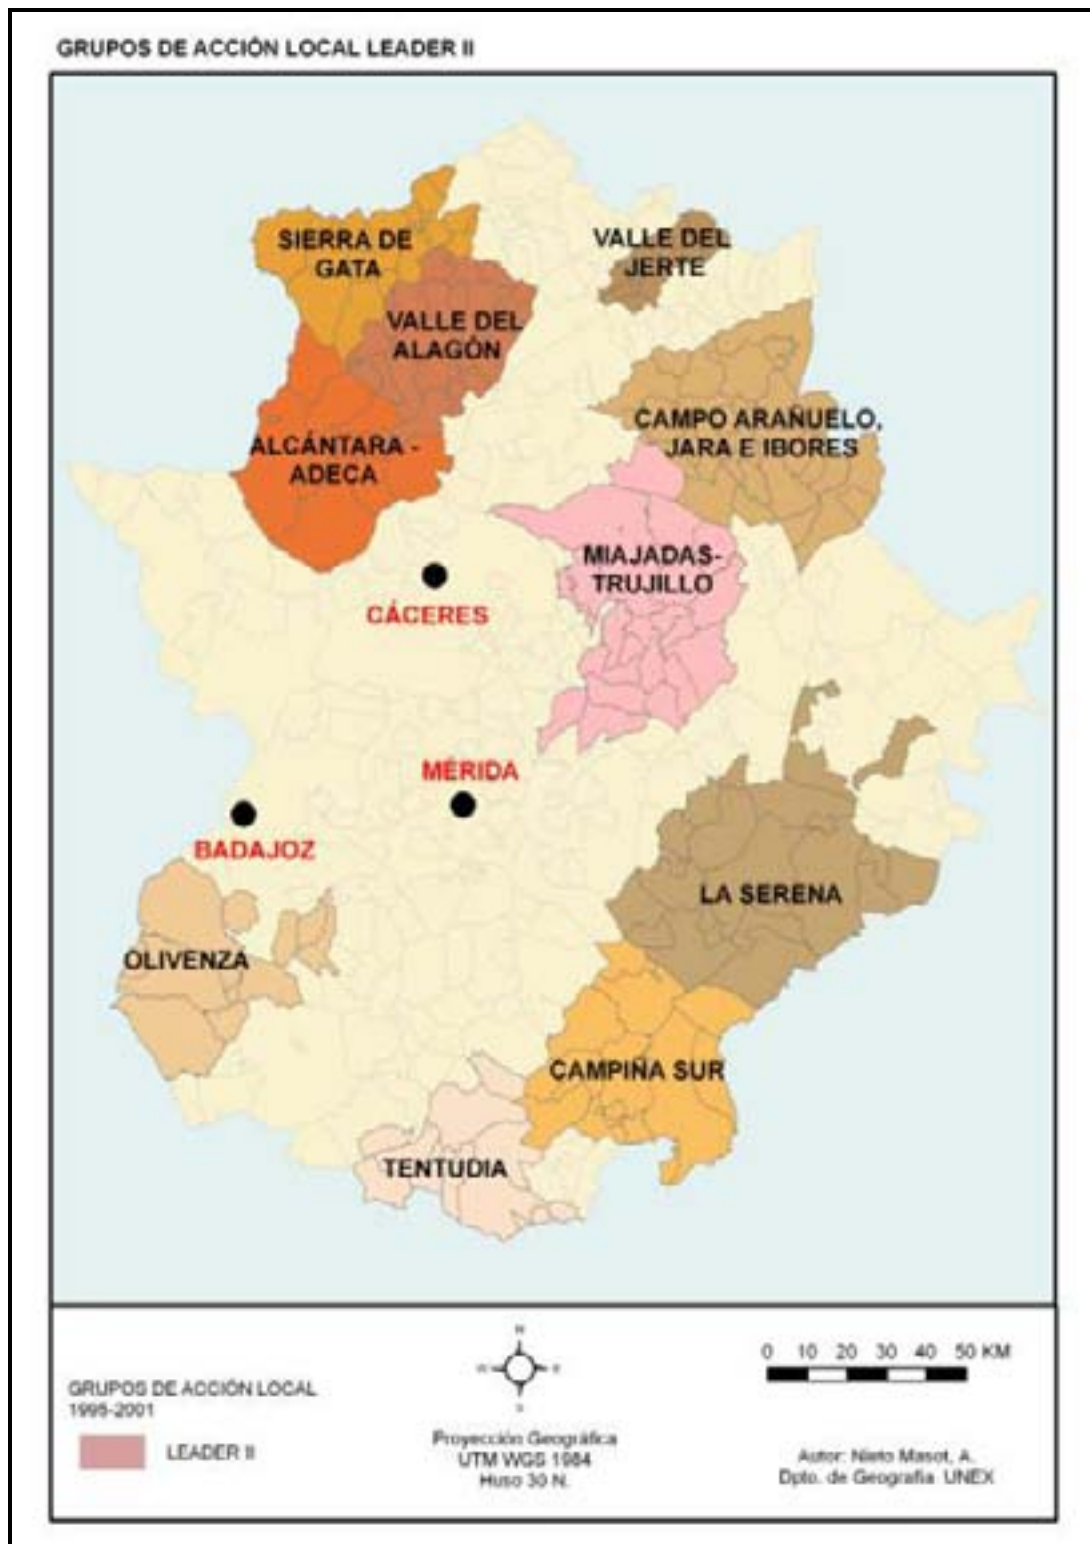 GRUPOS DE ACCIÓN LOCAL LEADER II
SIERRA DE
GATA
VALLE DEL
JERTE
VALLE DEL
ALAGÓN
CAMPO ARAÑUELO,
JARA E IBORES
ALCÁNTARA -
ADECA
MIAJADAS-
TRUJILLO
CÁCERES
MÉRIDA
BADAJOZ
LA SERENA
OLIVENZA
CAMPIÑA SUR
TENTUDIA
GRUPOS DE ACCIÓN LOCAL
1995-2001
LEADER II
N
W
E
S
Proyección Geográfica
UTM WGS 1984
Huso 30 N.
0 10 20 30 40 50 KM
Autor: Nieto Masot, A.
Dpto. de Geografía UNEX